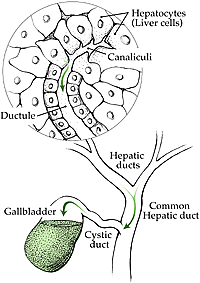 Hepatocytes
(Liver cells)
Canaliculi
Ductule
Hepatic
ducts
Gallbladder
Common
Hepatic duct
Cystic
duct